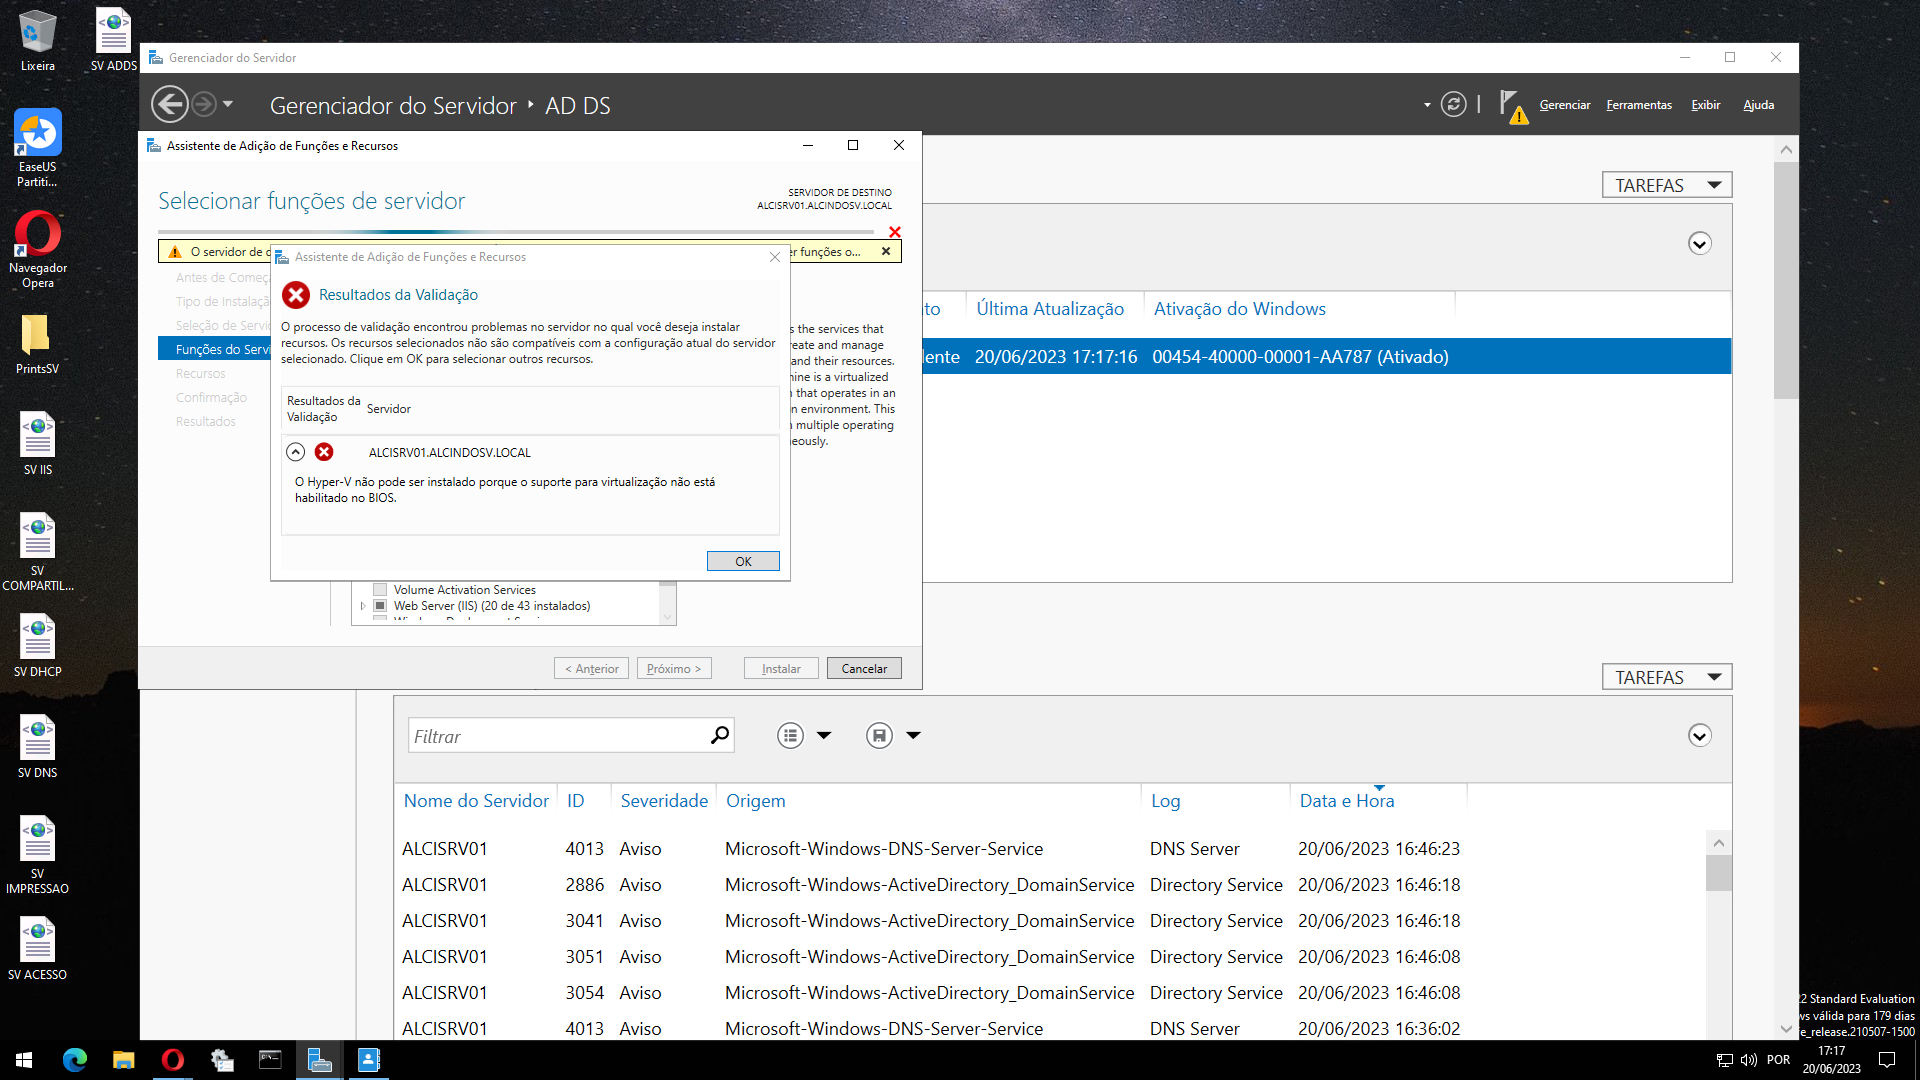 Lixeira
SV ADDS
EaseUS
Partiti...
Navegador
Opera
PrintsSV
SV IIS
SV
COMPARTIL...
SV DHCP
SV DNS
SV
IMPRESSAO
SV ACESSO
Gerenciador do Servidor
Gerenciador do Servidor ‣ AD DS
Gerenciar
Ferramentas
Exibir
Ajuda
Assistente de Adição de Funções e Recursos
Selecionar funções de servidor
SERVIDOR DE DESTINO
ALCISRV01.ALCINDOSV.LOCAL
O servidor de
er funções o...
Antes de Começa
Tipo de Instalaçã
Seleção de Servi
Funções do Servi
Recursos
Confirmação
Resultados
s the services that
reate and manage
and their resources.
hine is a virtualized
that operates in an
n environment. This
multiple operating
eously.
Assistente de Adição de Funções e Recursos
Resultados da Validação
O processo de validação encontrou problemas no servidor no qual você deseja instalar
recursos. Os recursos selecionados não são compatíveis com a configuração atual do servidor
selecionado. Clique em OK para selecionar outros recursos.
Resultados da
Validação
Servidor
ALCISRV01.ALCINDOSV.LOCAL
O Hyper-V não pode ser instalado porque o suporte para virtualização não está
habilitado no BIOS.
OK
Volume Activation Services
Web Server (IIS) (20 de 43 instalados)
< Anterior
Próximo >
Instalar
Cancelar
TAREFAS
to
Última Atualização
Ativação do Windows
lente 20/06/2023 17:17:16 00454-40000-00001-AA787 (Ativado)
TAREFAS
Filtrar
Nome do Servidor ID Severidade Origem Log Data e Hora
ALCISRV01 4013 Aviso Microsoft-Windows-DNS-Server-Service DNS Server 20/06/2023 16:46:23
ALCISRV01 2886 Aviso Microsoft-Windows-ActiveDirectory_DomainService Directory Service 20/06/2023 16:46:18
ALCISRV01 3041 Aviso Microsoft-Windows-ActiveDirectory_DomainService Directory Service 20/06/2023 16:46:18
ALCISRV01 3051 Aviso Microsoft-Windows-ActiveDirectory_DomainService Directory Service 20/06/2023 16:46:08
ALCISRV01 3054 Aviso Microsoft-Windows-ActiveDirectory_DomainService Directory Service 20/06/2023 16:46:08
ALCISRV01 4013 Aviso Microsoft-Windows-DNS-Server-Service DNS Server 20/06/2023 16:36:02
22 Standard Evaluation
ws válida para 179 dias
fe_release.210507-1500
POR
17:17
20/06/2023